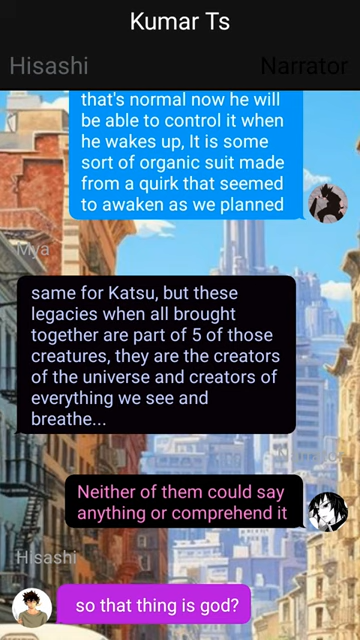 Kumar Ts
Hisashi
Narrator
that's normal now he will
be able to control it when
he wakes up, It is some
sort of organic suit made
from a quirk that seemed
to awaken as we planned
Mya
same for Katsu, but these
legacies when all brought
together are part of 5 of those
creatures, they are the creators
of the universe and creators of
everything we see and
breathe...
Neither of them could say
anything or comprehend it
Hisashi
so that thing is god?